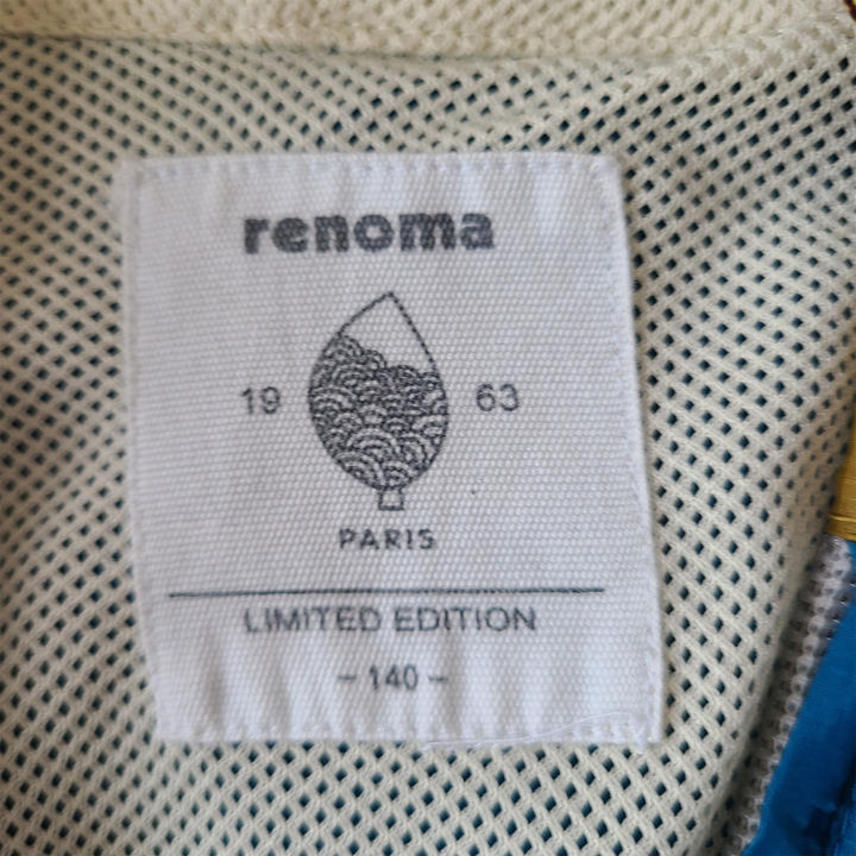 renoma
19 63
PARIS
LIMITED EDITION
- 140 -